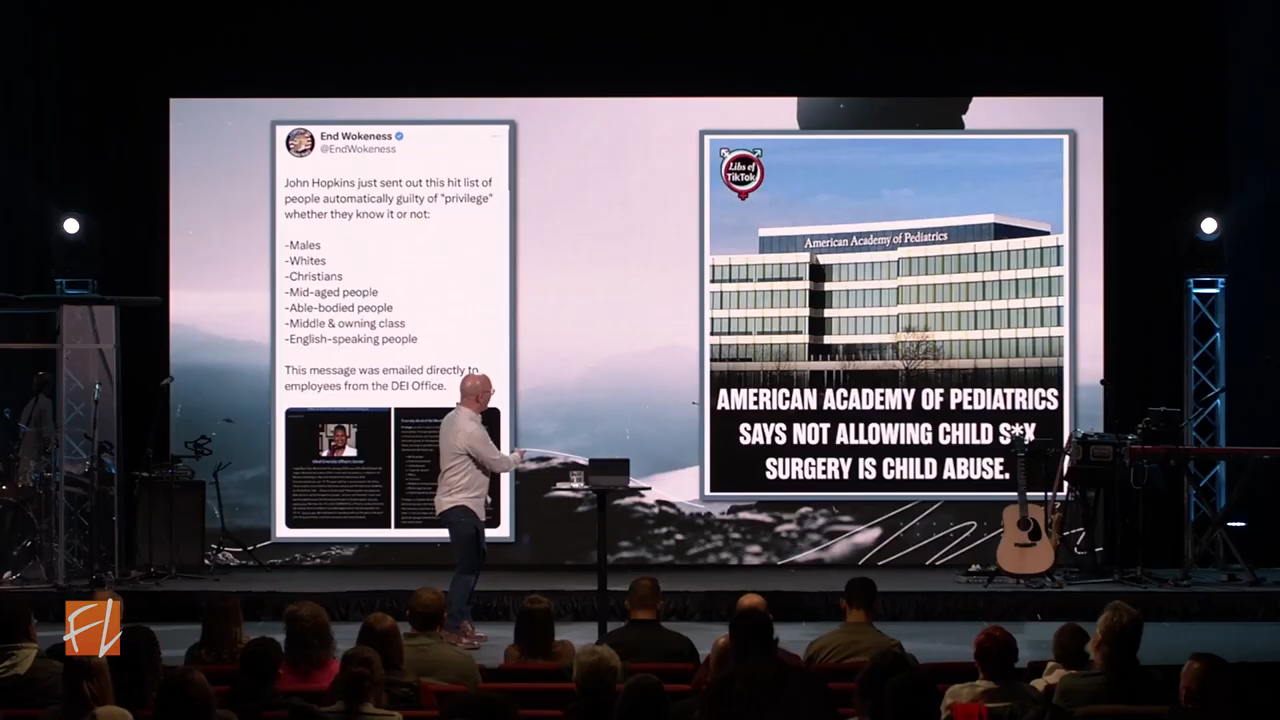 End Wokeness
@EndWokeness
John Hopkins just sent out this hit list of
people automatically guilty of "privilege"
whether they know it or not:
-Males
-Whites
-Christians
-Mid-aged people
-Able-bodied people
-Middle & owning class
-English-speaking people
This message was emailed directly to
employees from the DEI Office.
Libs of
TikTok
American Academy of Pediatrics
AMERICAN ACADEMY OF PEDIATRICS
SAYS NOT ALLOWING CHILD S*X
SURGERY IS CHILD ABUSE.
FL